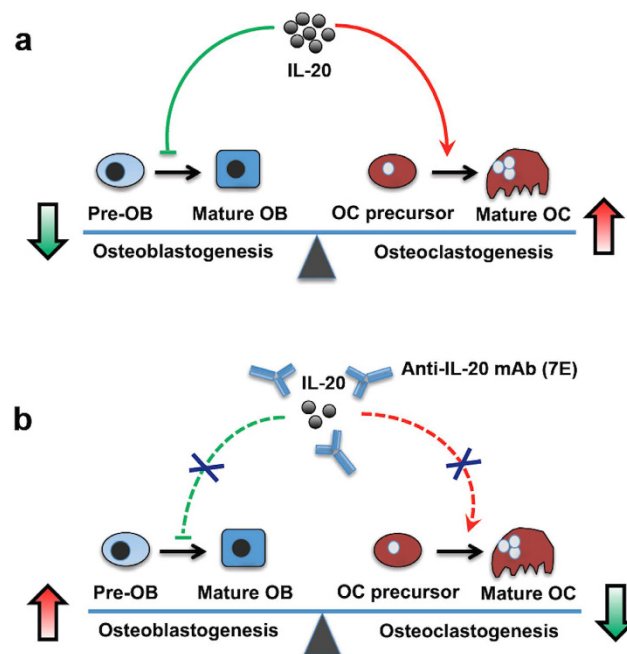 a
IL-20
Pre-OB Mature OB OC precursor Mature OC
Osteoblastogenesis Osteoclastogenesis
Anti-IL-20 mAb (7E)
IL-20
b
Pre-OB Mature OB OC precursor Mature OC
Osteoblastogenesis Osteoclastogenesis